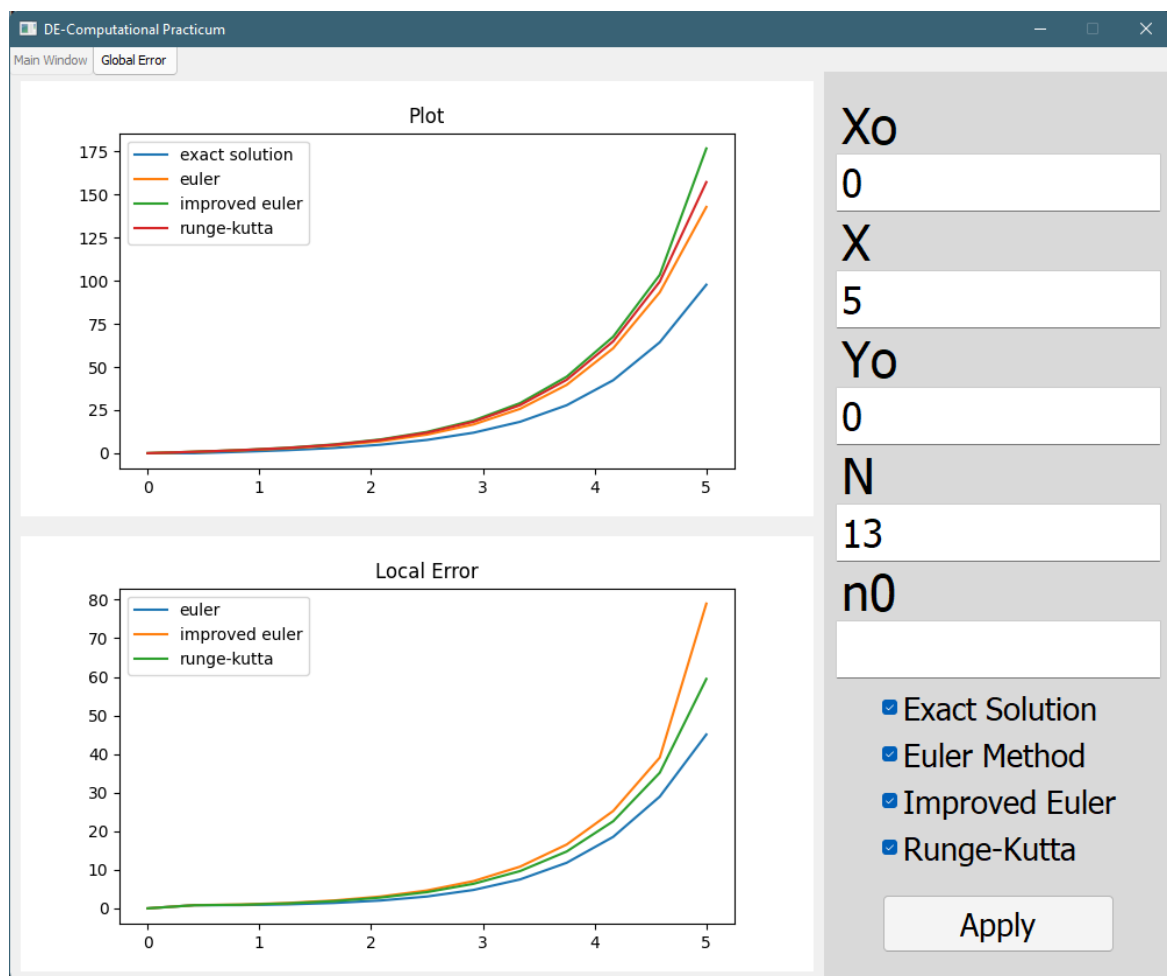 DE-Computational Practicum
Main Window Global Error
Plot
exact solution
euler
improved euler
runge-kutta
175
150
125
100
75
50
25
0
0 1 2 3 4 5
Local Error
euler
improved euler
runge-kutta
80
70
60
50
40
30
20
10
0
0 1 2 3 4 5
Xo
0
X
5
Yo
0
N
13
n0
Exact Solution
Euler Method
Improved Euler
Runge-Kutta
Apply